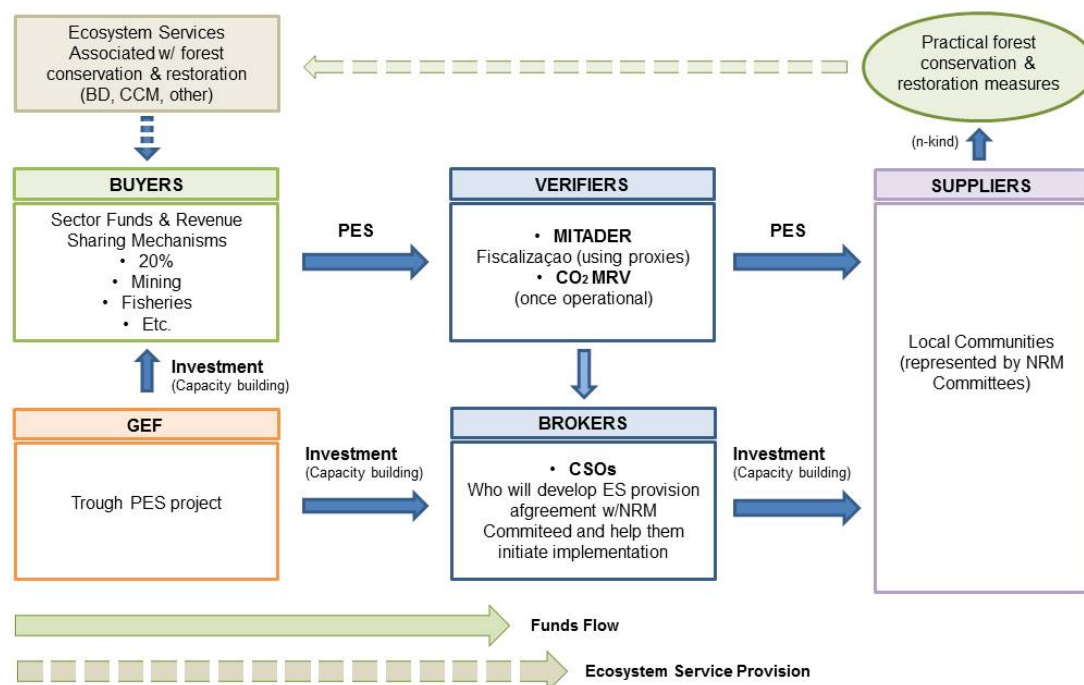 Ecosystem Services
Associated w/ forest
conservation & restoration
(BD, CCM, other)
Practical forest
conservation &
restoration measures
(n-kind)
BUYERS
Sector Funds & Revenue
Sharing Mechanisms
• 20%
• Mining
• Fisheries
• Etc.
PES
VERIFIERS
• MITADER
Fiscalizaçao (using proxies)
• CO2 MRV
(once operational)
PES
SUPPLIERS
Local Communities
(represented by NRM
Committees)
Investment
(Capacity building)
GEF
Trough PES project
Investment
(Capacity building)
BROKERS
• CSOs
Who will develop ES provision
afgreement w/NRM
Commiteed and help them
initiate implementation
Investment
(Capacity building)
Funds Flow
Ecosystem Service Provision